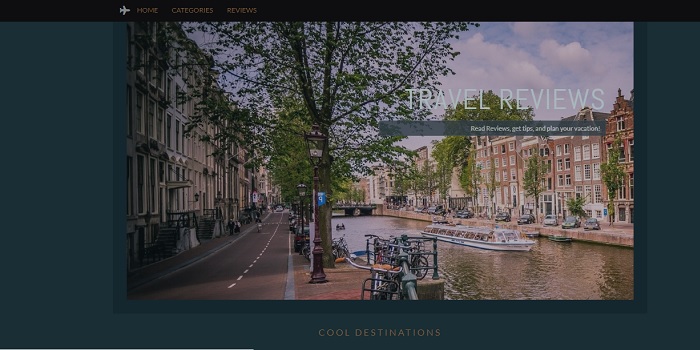 HOME CATEGORIES REVIEWS
TRAVEL REVIEWS
Read Reviews, get tips, and plan your vacation!
COOL DESTINATIONS